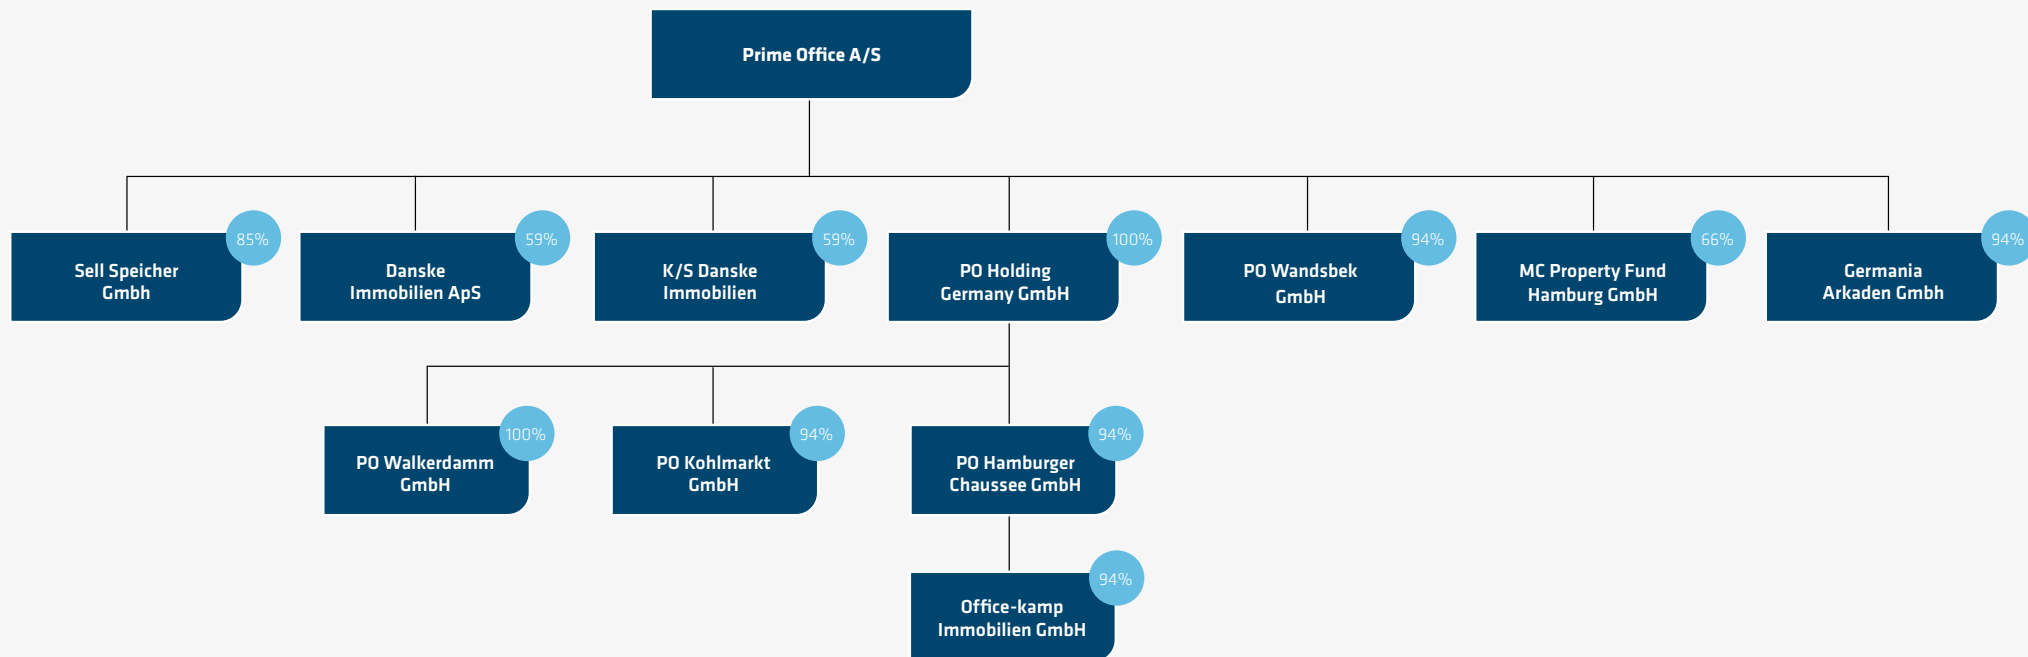 Prime Office A/S
85%
Sell Speicher
Gmbh
59%
Danske
Immobilien ApS
59%
K/S Danske
Immobilien
100%
PO Holding
Germany GmbH
94%
PO Wandsbek
GmbH
66%
MC Property Fund
Hamburg GmbH
94%
Germania
Arkaden Gmbh
100%
PO Walkerdamm
GmbH
94%
PO Kohlmarkt
GmbH
94%
PO Hamburger
Chaussee GmbH
94%
Office-kamp
Immobilien GmbH